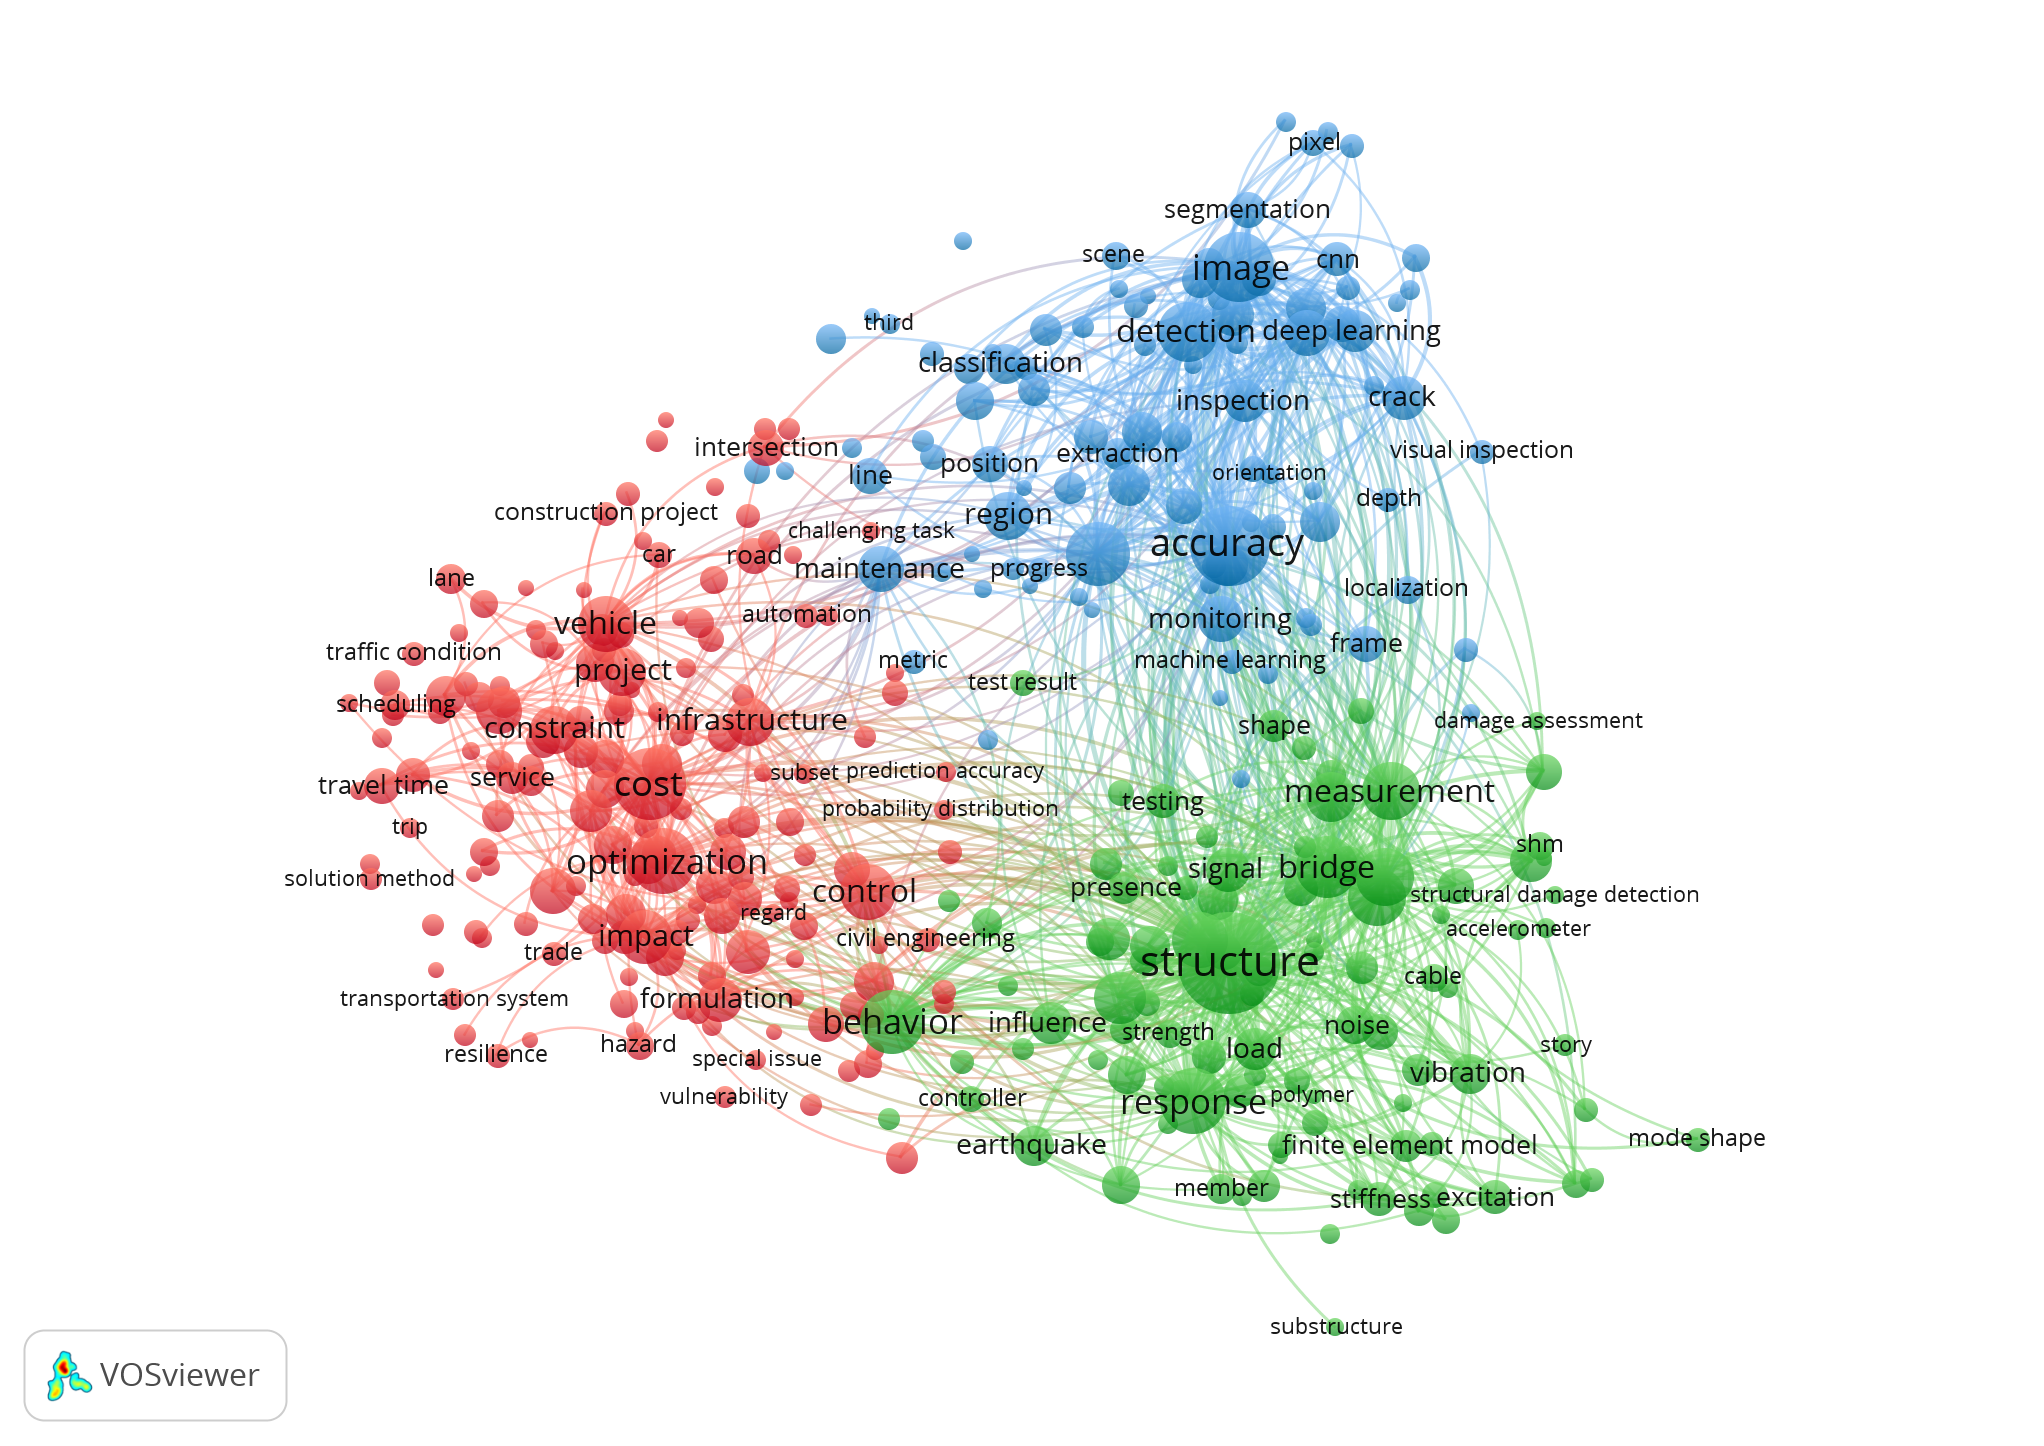 pixel
segmentation
scene
image
cnn
third
detection
deep learning
classification
crack
inspection
intersection
visual inspection
extraction
position
line
orientation
depth
construction project
region
challenging task
accuracy
car
road
maintenance
progress
lane
localization
automation
vehicle
monitoring
frame
traffic condition
metric
machine learning
project
test result
scheduling
infrastructure
damage assessment
constraint
shape
subset
prediction accuracy
service
travel time
cost
measurement
testing
probability distribution
trip
shm
optimization
bridge
signal
solution method
presence
control
structural damage detection
regard
accelerometer
impact
civil engineering
trade
structure
cable
transportation system
formulation
behavior
influence
noise
strength
hazard
story
load
resilience
special issue
vibration
vulnerability
controller
response
polymer
mode shape
earthquake
finite element model
member
stiffness
excitation
substructure
VOSviewer